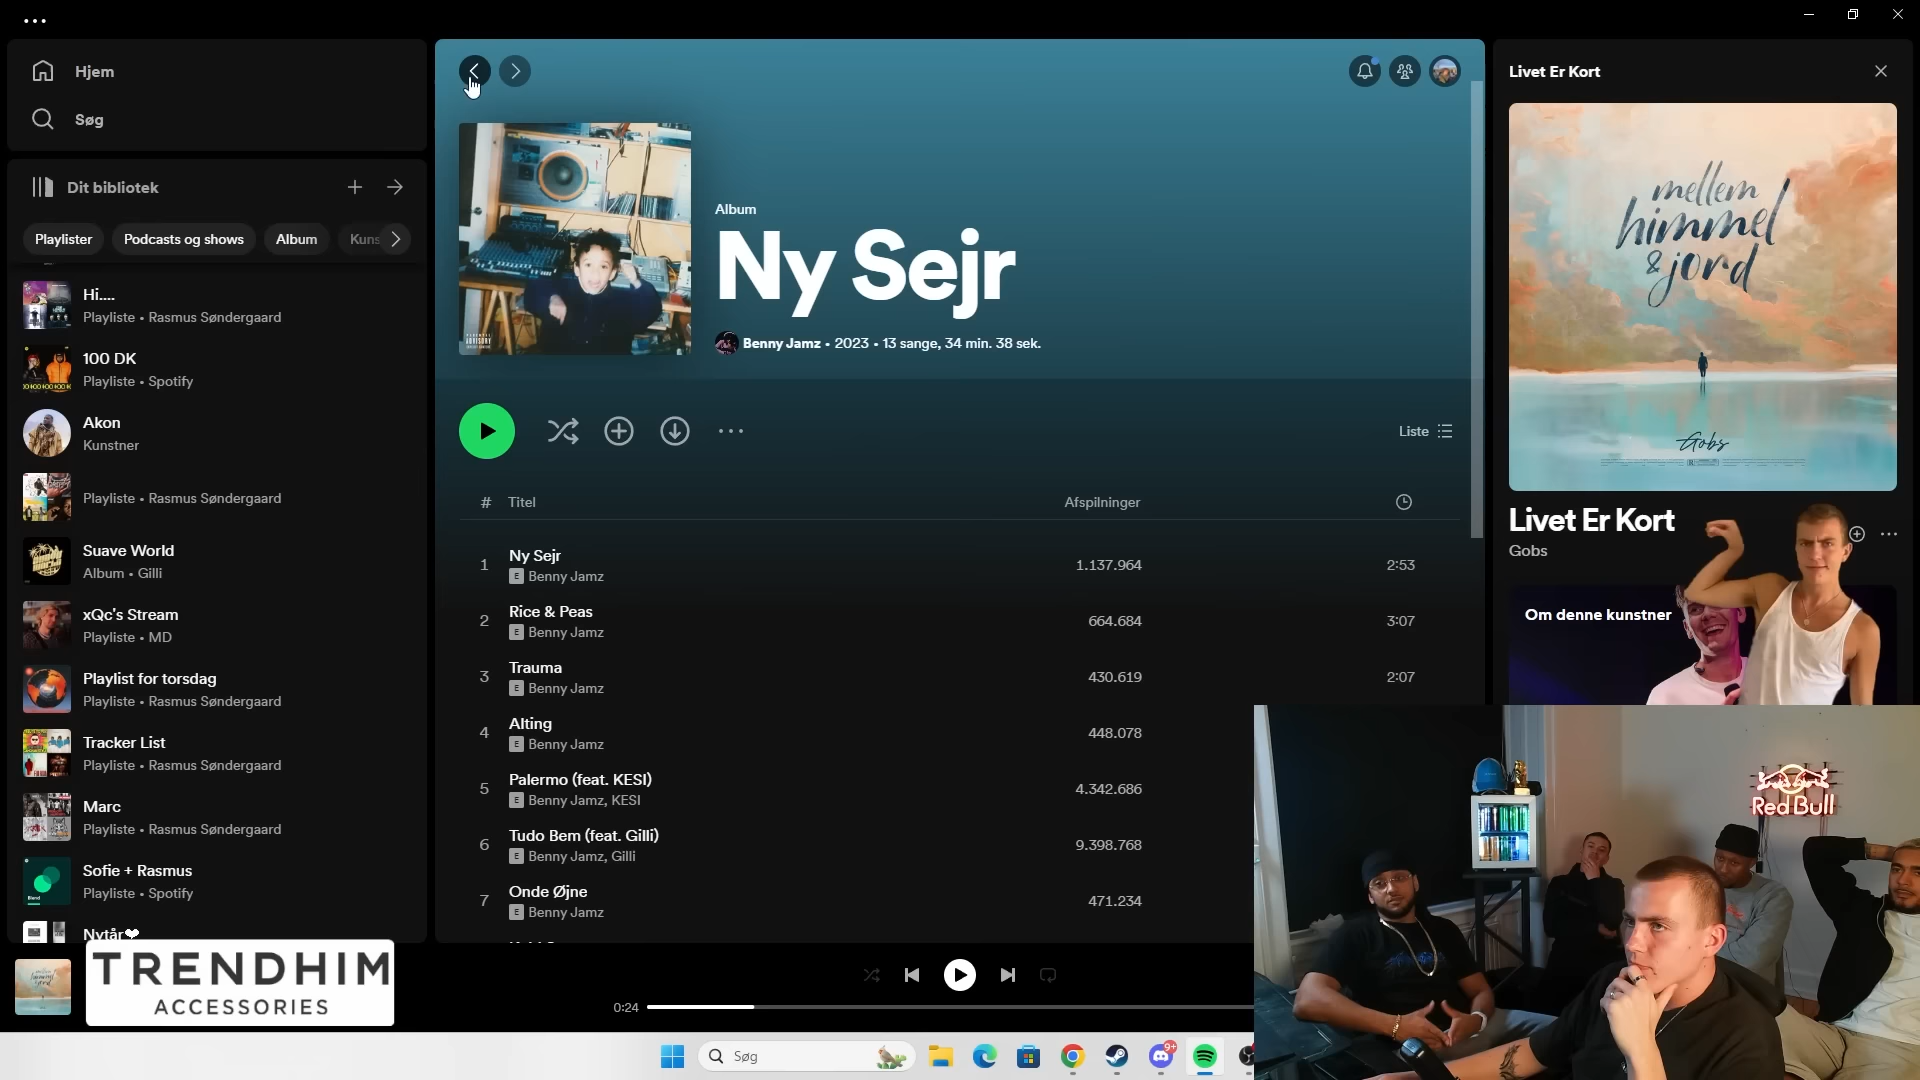 Hjem
Søg
Dit bibliotek
Playlister
Podcasts og shows
Album
Kuns
Hi....
Playliste • Rasmus Søndergaard
100 DK
Playliste • Spotify
Akon
Kunstner
Playliste • Rasmus Søndergaard
Suave World
Album • Gilli
xQc's Stream
Playliste • MD
Playlist for torsdag
Playliste • Rasmus Søndergaard
Tracker List
Playliste • Rasmus Søndergaard
Marc
Playliste • Rasmus Søndergaard
Sofie + Rasmus
Playliste • Spotify
Nytår❤
TRENDHIM
ACCESSORIES
Album
Ny Sejr
Benny Jamz • 2023 • 13 sange, 34 min. 38 sek.
Liste
# Titel Afspilninger
1 Ny Sejr 1.137.964 2:53
E Benny Jamz
2 Rice & Peas 664.684 3:07
E Benny Jamz
3 Trauma 430.619 2:07
E Benny Jamz
4 Alting 448.078
E Benny Jamz
5 Palermo (feat. KESI) 4.342.686
E Benny Jamz, KESI
6 Tudo Bem (feat. Gilli) 9.398.768
E Benny Jamz, Gilli
7 Onde Øjne 471.234
E Benny Jamz
0:24
Livet Er Kort
mellem
himmel
& jord
Gobs
Livet Er Kort
Gobs
Om denne kunstner
Red Bull
Søg
9+